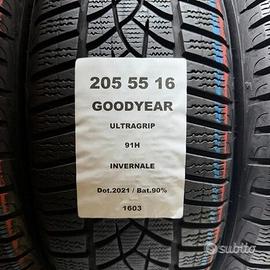 205 55 16
GOODYEAR
ULTRAGRIP
91H
INVERNALE
Dot.2021 / Bat.90%
1603
subito